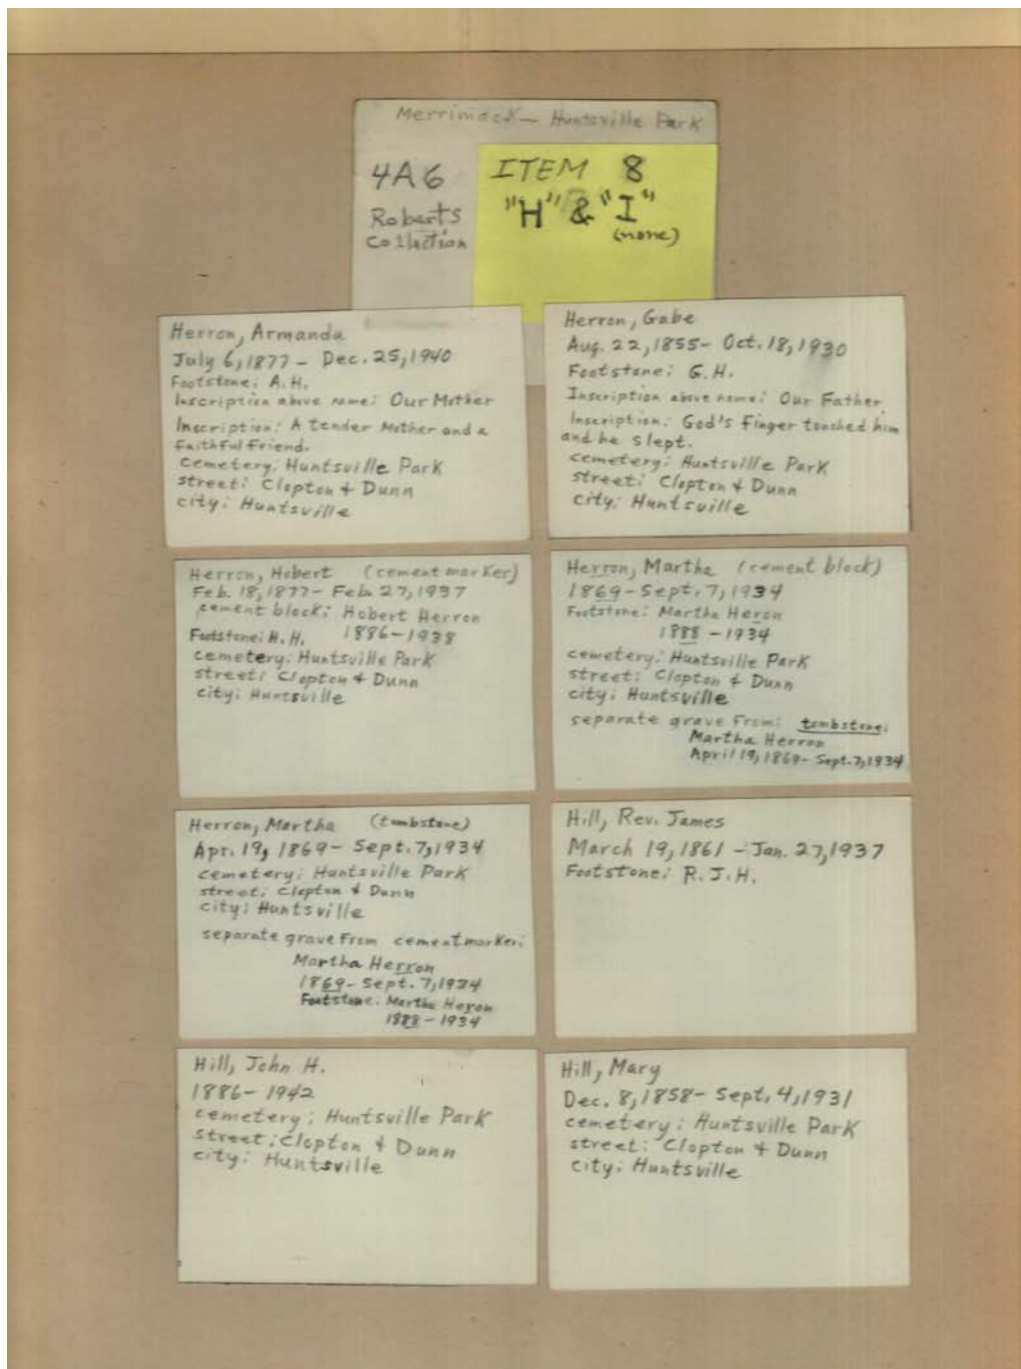 Merrimack - Huntsville Park
4A6
Roberts
Collection
ITEM 8
"H" & "I"
(none)
Herron, Armanda
July 6, 1877 - Dec. 25, 1940
Footstone: A.H.
Inscription above name: Our Mother
Inscription: A tender Mother and a
faithful friend.
cemetery: Huntsville Park
street: Clopton & Dunn
city: Huntsville
Herron, Gabe
Aug. 22, 1855 - Oct. 18, 1930
Footstone: G.H.
Inscription above name: Our Father
Inscription: God's finger touched him
and he slept.
cemetery: Huntsville Park
street: Clopton & Dunn
city: Huntsville
Herron, Hobert (cement marker)
Feb. 18, 1877 - Feb. 27, 1937
cement block: Hobert Herron
Footstone: H.H. 1886-1938
cemetery: Huntsville Park
street: Clopton & Dunn
city: Huntsville
Herron, Martha (cement block)
1869 - Sept. 7, 1934
Footstone: Martha Heron
1888 - 1934
cemetery: Huntsville Park
street: Clopton & Dunn
city: Huntsville
separate grave from: tombstone:
Martha Herron
April 19, 1869 - Sept. 7, 1934
Herron, Martha (tombstone)
Apr. 19, 1869 - Sept. 7, 1934
cemetery: Huntsville Park
street: Clopton & Dunn
city: Huntsville
separate grave from cement marker:
Martha Herron
1869 - Sept. 7, 1934
Footstone: Martha Heron
1888 - 1934
Hill, Rev. James
March 19, 1861 - Jan. 27, 1937
Footstone: R.J.H.
Hill, John H.
1886 - 1942
cemetery: Huntsville Park
street: Clopton & Dunn
city: Huntsville
Hill, Mary
Dec. 8, 1858 - Sept. 4, 1931
cemetery: Huntsville Park
street: Clopton & Dunn
city: Huntsville